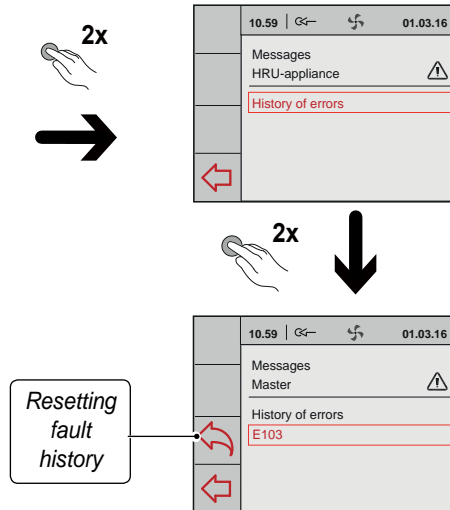 2x
10.59 01.03.16
Messages
HRU-appliance
History of errors
2x
10.59 01.03.16
Messages
Master
History of errors
E103
Resetting
fault
history